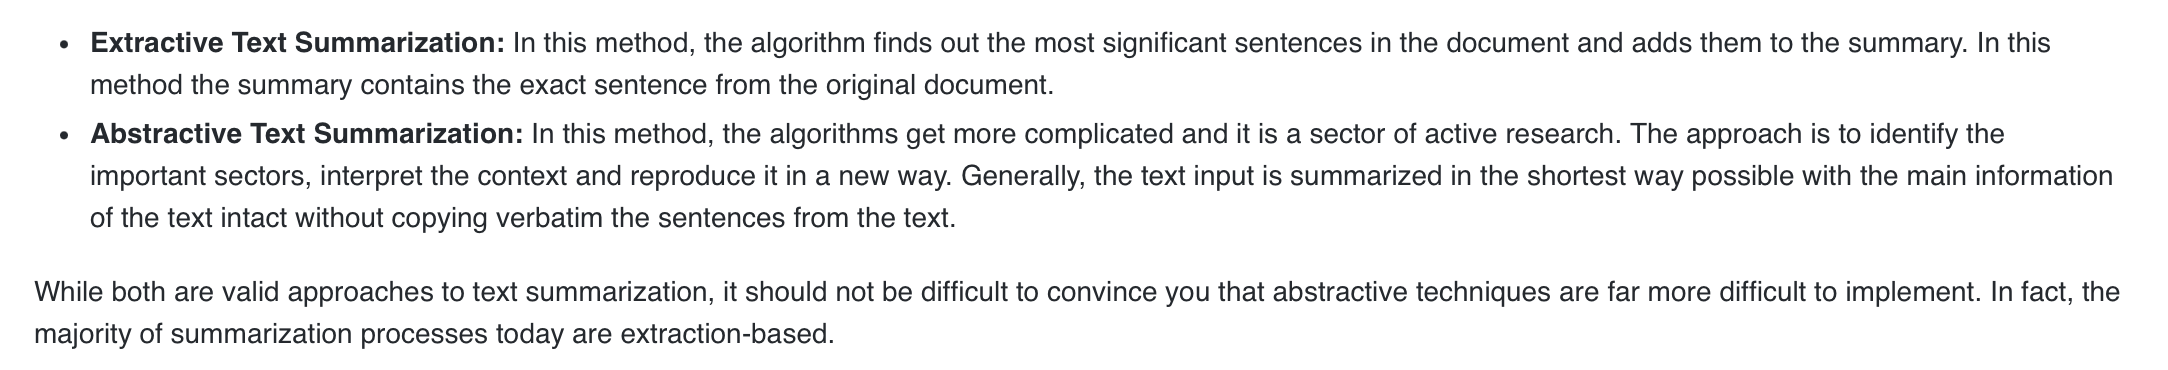 • Extractive Text Summarization: In this method, the algorithm finds out the most significant sentences in the document and adds them to the summary. In this
method the summary contains the exact sentence from the original document.
• Abstractive Text Summarization: In this method, the algorithms get more complicated and it is a sector of active research. The approach is to identify the
important sectors, interpret the context and reproduce it in a new way. Generally, the text input is summarized in the shortest way possible with the main information
of the text intact without copying verbatim the sentences from the text.
While both are valid approaches to text summarization, it should not be difficult to convince you that abstractive techniques are far more difficult to implement. In fact, the
majority of summarization processes today are extraction-based.